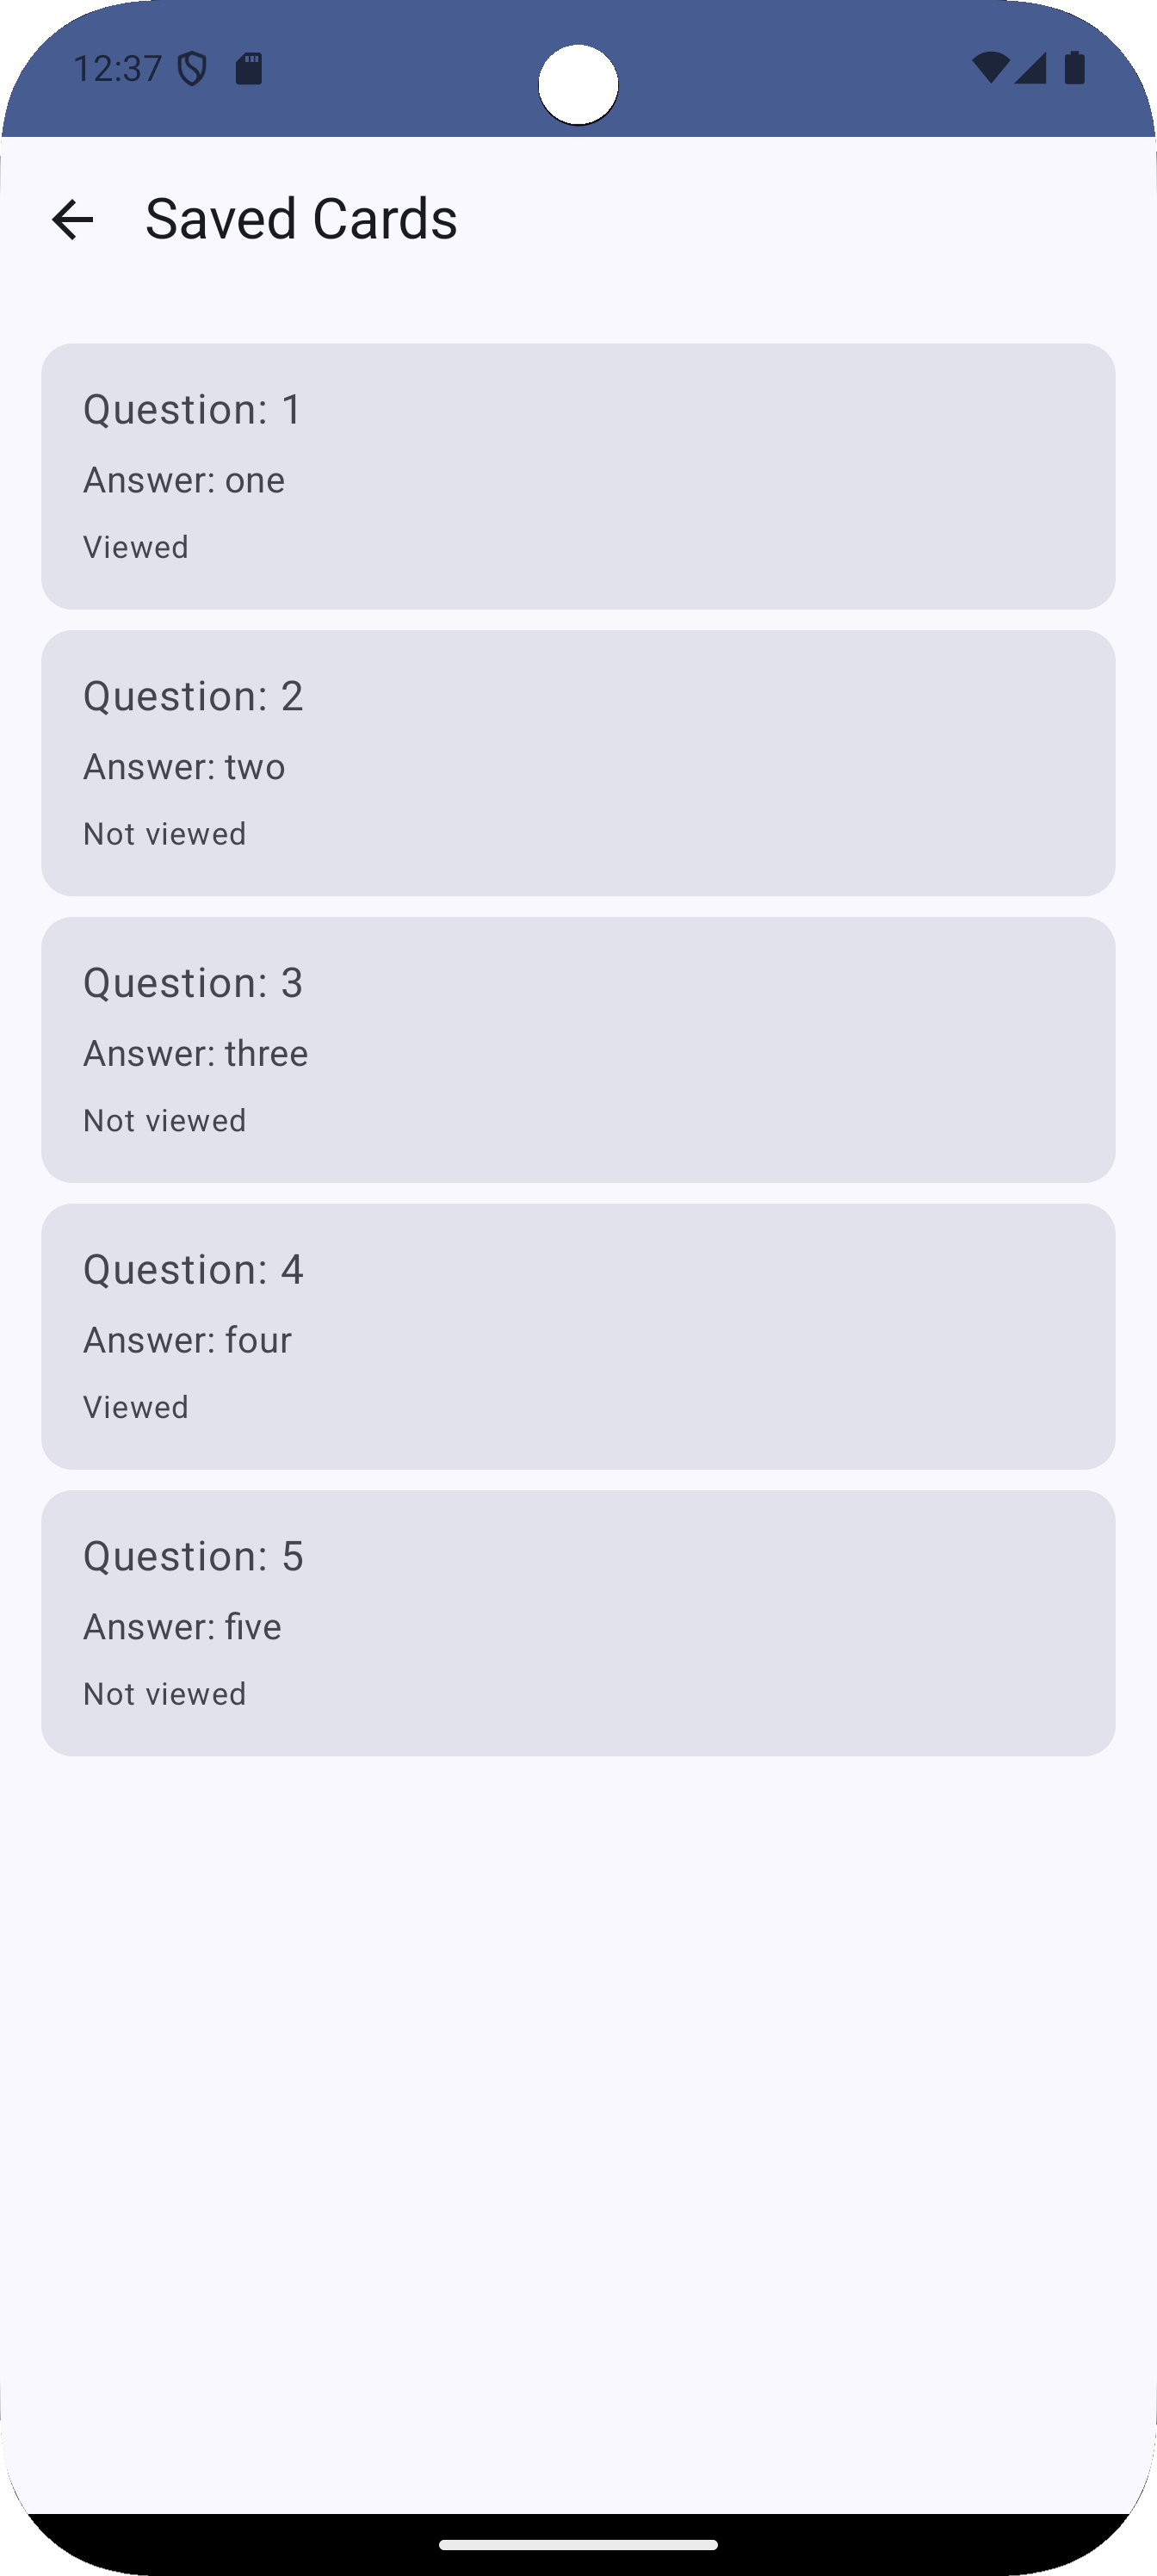 12:37
Saved Cards
Question: 1
Answer: one
Viewed
Question: 2
Answer: two
Not viewed
Question: 3
Answer: three
Not viewed
Question: 4
Answer: four
Viewed
Question: 5
Answer: five
Not viewed